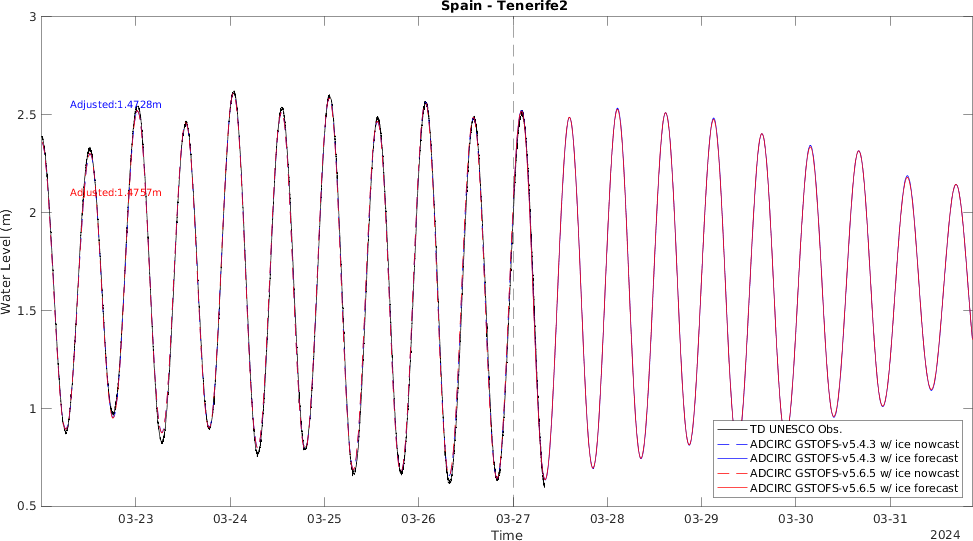 Spain - Tenerife2
3
2.5
2
1.5
1
0.5
Water Level (m)
Adjusted:1.4728m
Adjusted:1.4757m
TD UNESCO Obs.
ADCIRC GSTOFS-v5.4.3 w/ ice nowcast
ADCIRC GSTOFS-v5.4.3 w/ ice forecast
ADCIRC GSTOFS-v5.6.5 w/ ice nowcast
ADCIRC GSTOFS-v5.6.5 w/ ice forecast
03-23 03-24 03-25 03-26 03-27 03-28 03-29 03-30 03-31
Time
2024